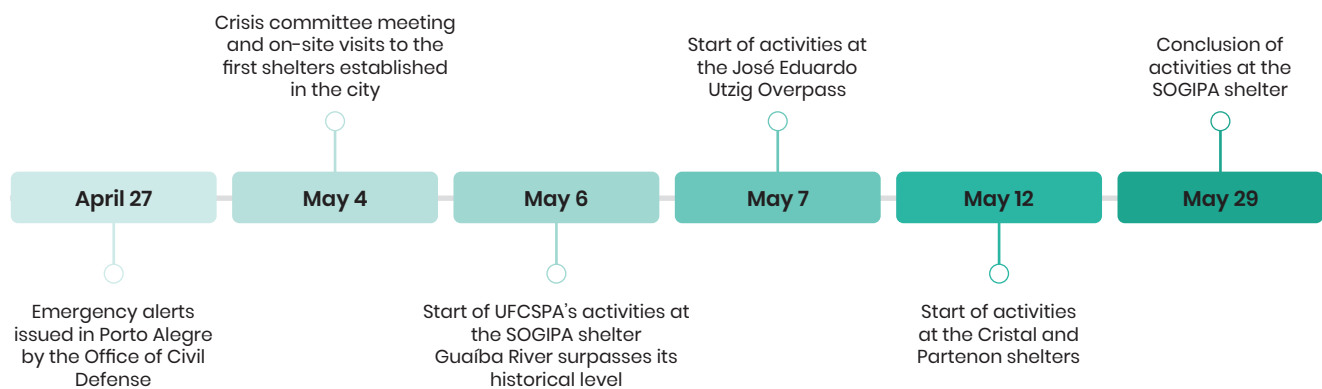 Crisis committee meeting
and on-site visits to the
first shelters established
in the city
Start of activities at
the José Eduardo
Utzig Overpass
Conclusion of
activities at the
SOGIPA shelter
April 27
May 4
May 6
May 7
May 12
May 29
Emergency alerts
issued in Porto Alegre
by the Office of Civil
Defense
Start of UFCSPA’s activities at
the SOGIPA shelter
Guaíba River surpasses its
historical level
Start of activities
at the Cristal and
Partenon shelters